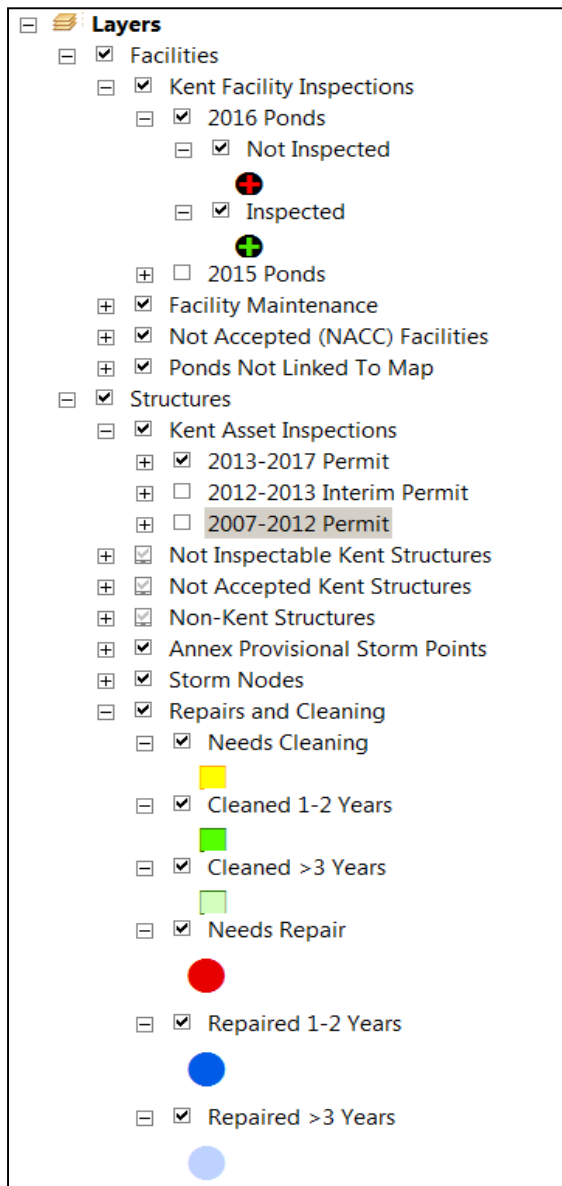 Layers
Facilities
Kent Facility Inspections
2016 Ponds
Not Inspected
Inspected
2015 Ponds
Facility Maintenance
Not Accepted (NACC) Facilities
Ponds Not Linked To Map
Structures
Kent Asset Inspections
2013-2017 Permit
2012-2013 Interim Permit
2007-2012 Permit
Not Inspectable Kent Structures
Not Accepted Kent Structures
Non-Kent Structures
Annex Provisional Storm Points
Storm Nodes
Repairs and Cleaning
Needs Cleaning
Cleaned 1-2 Years
Cleaned >3 Years
Needs Repair
Repaired 1-2 Years
Repaired >3 Years